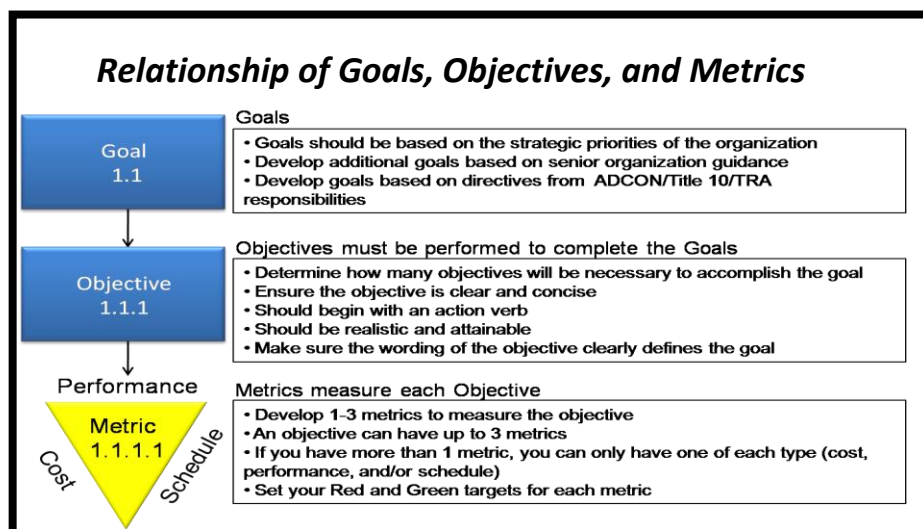 Relationship of Goals, Objectives, and Metrics
Goals
Goal
1.1
• Goals should be based on the strategic priorities of the organization
• Develop additional goals based on senior organization guidance
• Develop goals based on directives from ADCON/Title 10/TRA
responsibilities
Objectives must be performed to complete the Goals
Objective
1.1.1
• Determine how many objectives will be necessary to accomplish the goal
• Ensure the objective is clear and concise
• Should begin with an action verb
• Should be realistic and attainable
• Make sure the wording of the objective clearly defines the goal
Performance
Metric
1.1.1.1
Cost
Schedule
Metrics measure each Objective
• Develop 1-3 metrics to measure the objective
• An objective can have up to 3 metrics
• If you have more than 1 metric, you can only have one of each type (cost,
performance, and/or schedule)
• Set your Red and Green targets for each metric